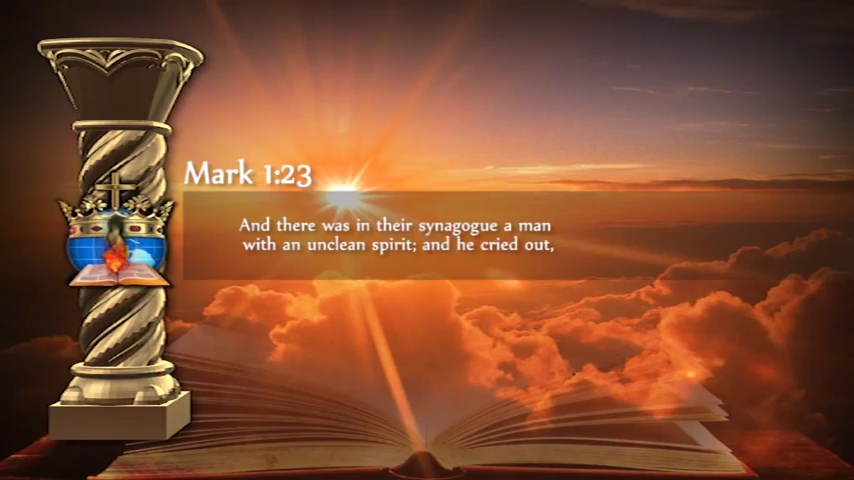 Mark 1:23
And there was in their synagogue a man
with an unclean spirit; and he cried out,